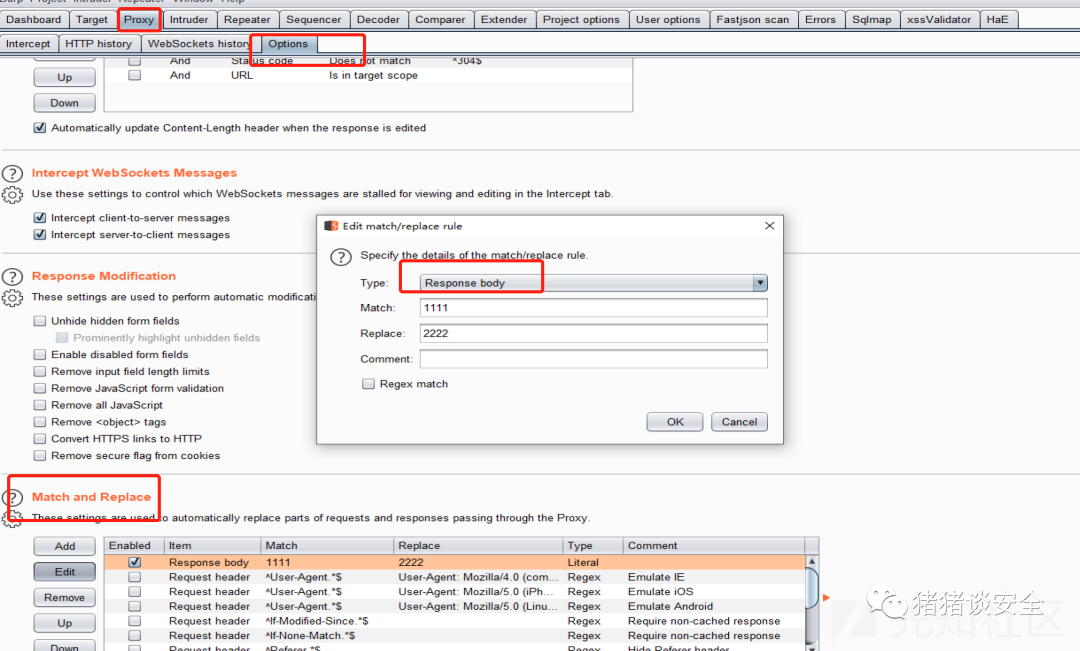 Burp Project Intruder Repeater Window Help
Dashboard Target Proxy Intruder Repeater Sequencer Decoder Comparer Extender Project options User options Fastjson scan Errors Sqlmap xssValidator HaE
Intercept HTTP history WebSockets history Options
And Status code Does not match ^304$
Up And URL Is in target scope
Down
Automatically update Content-Length header when the response is edited
? Intercept WebSockets Messages
Use these settings to control which WebSockets messages are stalled for viewing and editing in the Intercept tab.
Intercept client-to-server messages
Intercept server-to-client messages
? Response Modification
These settings are used to perform automatic modificati
Unhide hidden form fields
Prominently highlight unhidden fields
Enable disabled form fields
Remove input field length limits
Remove JavaScript form validation
Remove all JavaScript
Remove <object> tags
Convert HTTPS links to HTTP
Remove secure flag from cookies
Edit match/replace rule
? Specify the details of the match/replace rule.
Type: Response body
Match: 1111
Replace: 2222
Comment:
Regex match
OK Cancel
? Match and Replace
These settings are used to automatically replace parts of requests and responses passing through the Proxy.
Add Enabled Item Match Replace Type Comment
Response body 1111 2222 Literal
Edit Request header ^User-Agent.*$ User-Agent: Mozilla/4.0 (com... Regex Emulate IE
Request header ^User-Agent.*$ User-Agent: Mozilla/5.0 (iPh... Regex Emulate iOS
Remove Request header ^User-Agent.*$ User-Agent: Mozilla/5.0 (Linu... Regex Emulate Android
Up Request header ^If-Modified-Since.*$ Regex Require non-cached response
Request header ^If-None-Match.*$ Regex Require non-cached response
Down Request header ^Referer.*$ Regex Hide Referer header
猪猪谈安全
先知社区